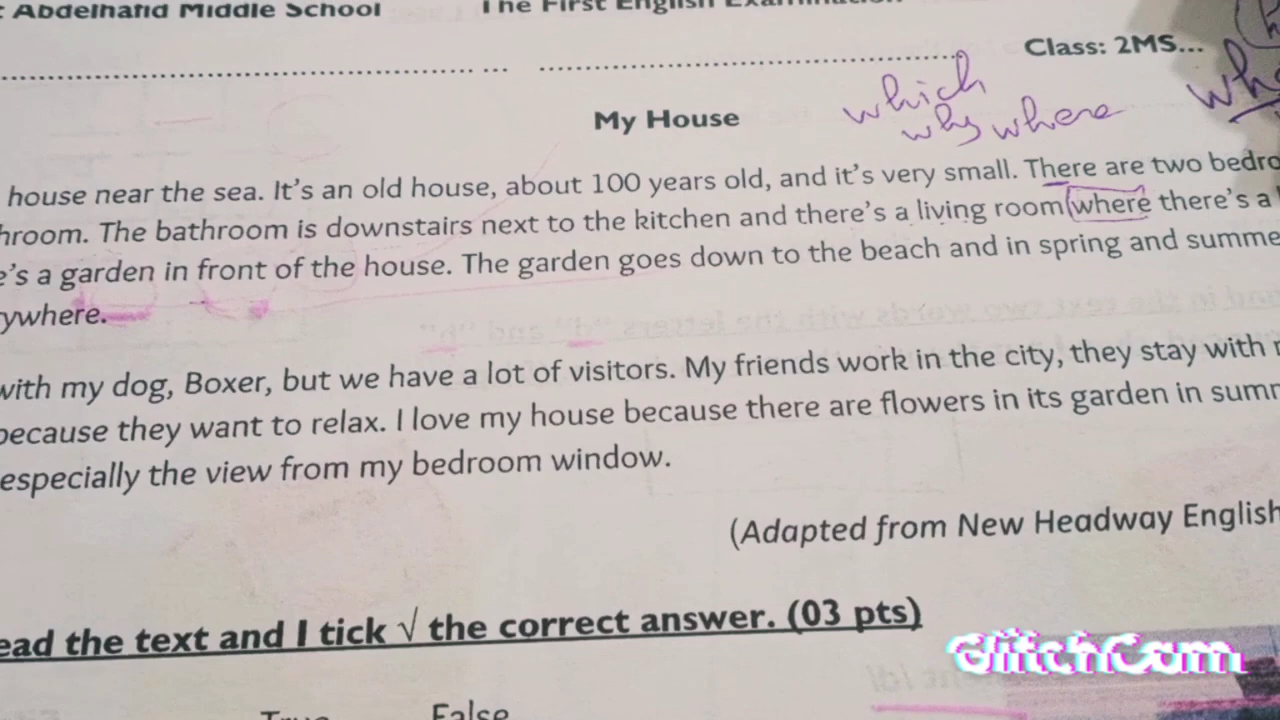 Abdelhafid Middle School The First English Examination
Class: 2MS...
which
why where
My House
house near the sea. It's an old house, about 100 years old, and it's very small. There are two bedro
hroom. The bathroom is downstairs next to the kitchen and there's a living room where there's a
e's a garden in front of the house. The garden goes down to the beach and in spring and summe
ywhere.
with my dog, Boxer, but we have a lot of visitors. My friends work in the city, they stay with
because they want to relax. I love my house because there are flowers in its garden in summ
especially the view from my bedroom window.
(Adapted from New Headway English
ead the text and I tick √ the correct answer. (03 pts)
True False
GlitchCam